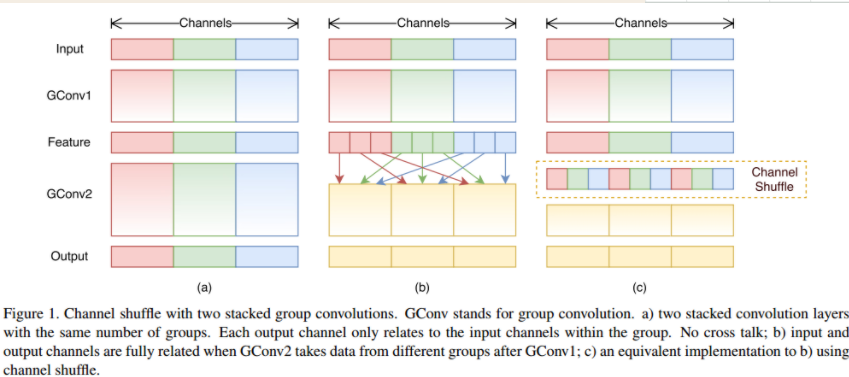 Channels Channels Channels
Input
GConv1
Feature
GConv2
Channel
Shuffle
Output
(a) (b) (c)
Figure 1. Channel shuffle with two stacked group convolutions. GConv stands for group convolution. a) two stacked convolution layers
with the same number of groups. Each output channel only relates to the input channels within the group. No cross talk; b) input and
output channels are fully related when GConv2 takes data from different groups after GConv1; c) an equivalent implementation to b) using
channel shuffle.